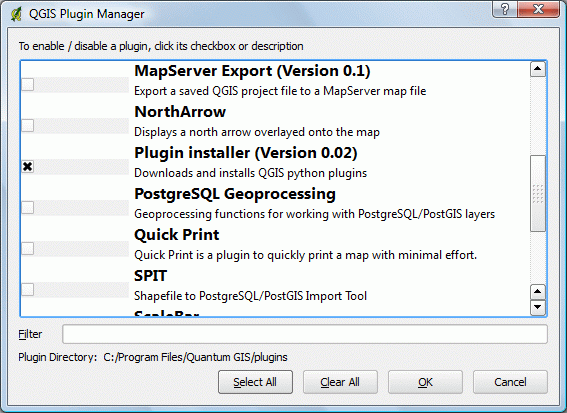 QGIS Plugin Manager
To enable / disable a plugin, click its checkbox or description
MapServer Export (Version 0.1)
Export a saved QGIS project file to a MapServer map file
NorthArrow
Displays a north arrow overlayed onto the map
Plugin installer (Version 0.02)
Downloads and installs QGIS python plugins
PostgreSQL Geoprocessing
Geoprocessing functions for working with PostgreSQL/PostGIS layers
Quick Print
Quick Print is a plugin to quickly print a map with minimal effort.
SPIT
Shapefile to PostgreSQL/PostGIS Import Tool
ScaleBar
Filter
Plugin Directory: C:/Program Files/Quantum GIS/plugins
Select All Clear All OK Cancel